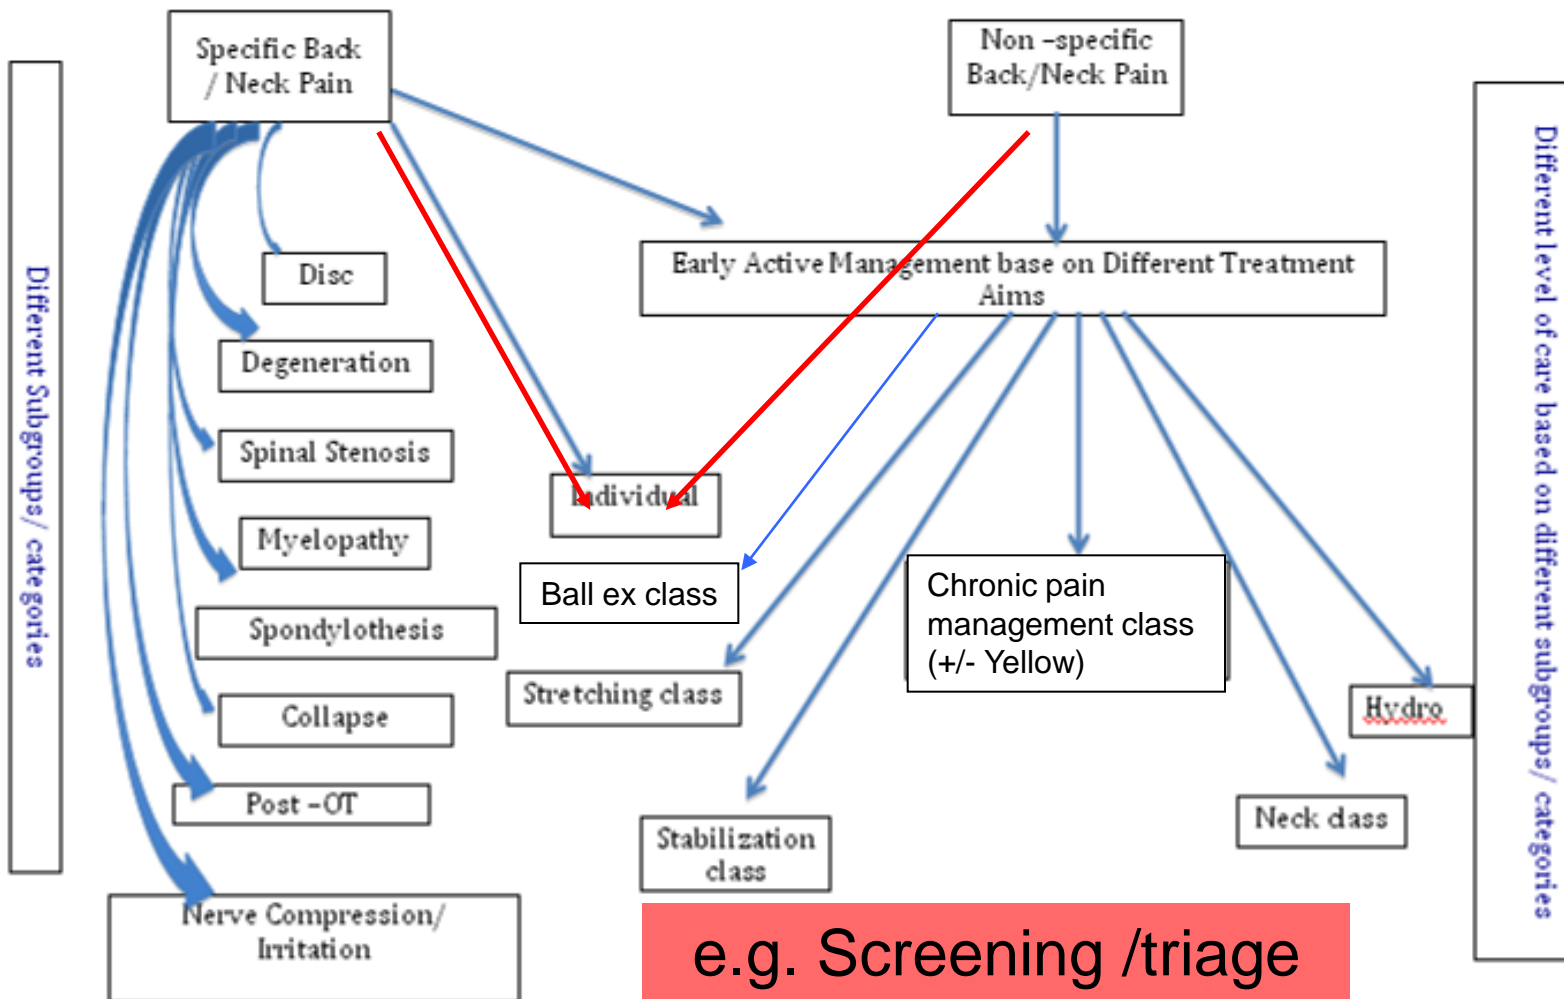 Specific Back
/ Neck Pain
Non –specific
Back/Neck Pain
Different Subgroups/ categories
Different level of care based on different subgroups/ categories
Disc
Degeneration
Spinal Stenosis
Myelopathy
Spondylothesis
Collapse
Post –OT
Nerve Compression/
Irritation
Early Active Management base on Different Treatment
Aims
Individual
Ball ex class
Stretching class
Stabilization
class
Chronic pain
management class
(+/- Yellow)
Neck class
Hydro
e.g. Screening /triage